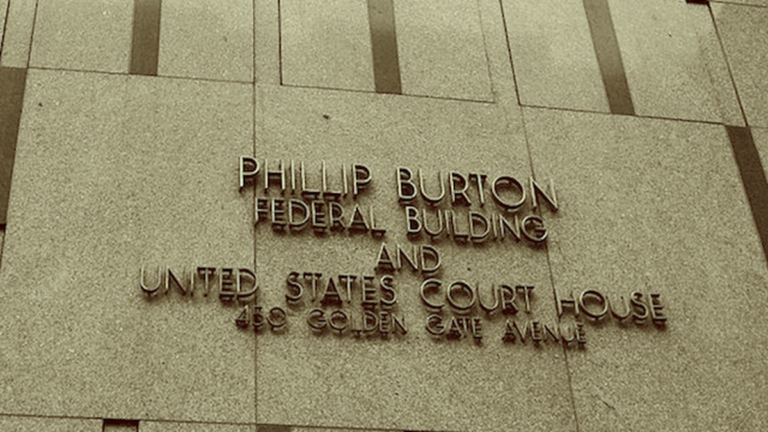 PHILLIP BURTON
FEDERAL BUILDING
AND
UNITED STATES COURT HOUSE
450 GOLDEN GATE AVENUE